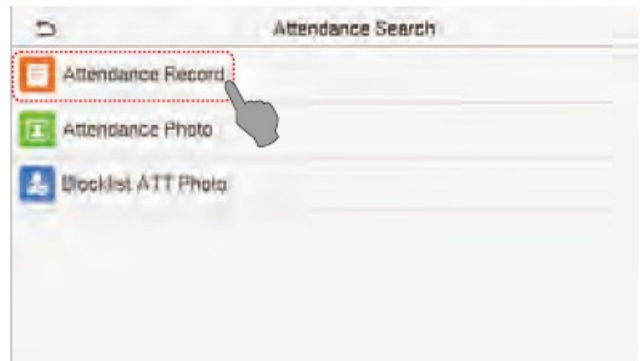 Attendance Search
Attendance Record
Attendance Photo
Blocklist ATT Photo